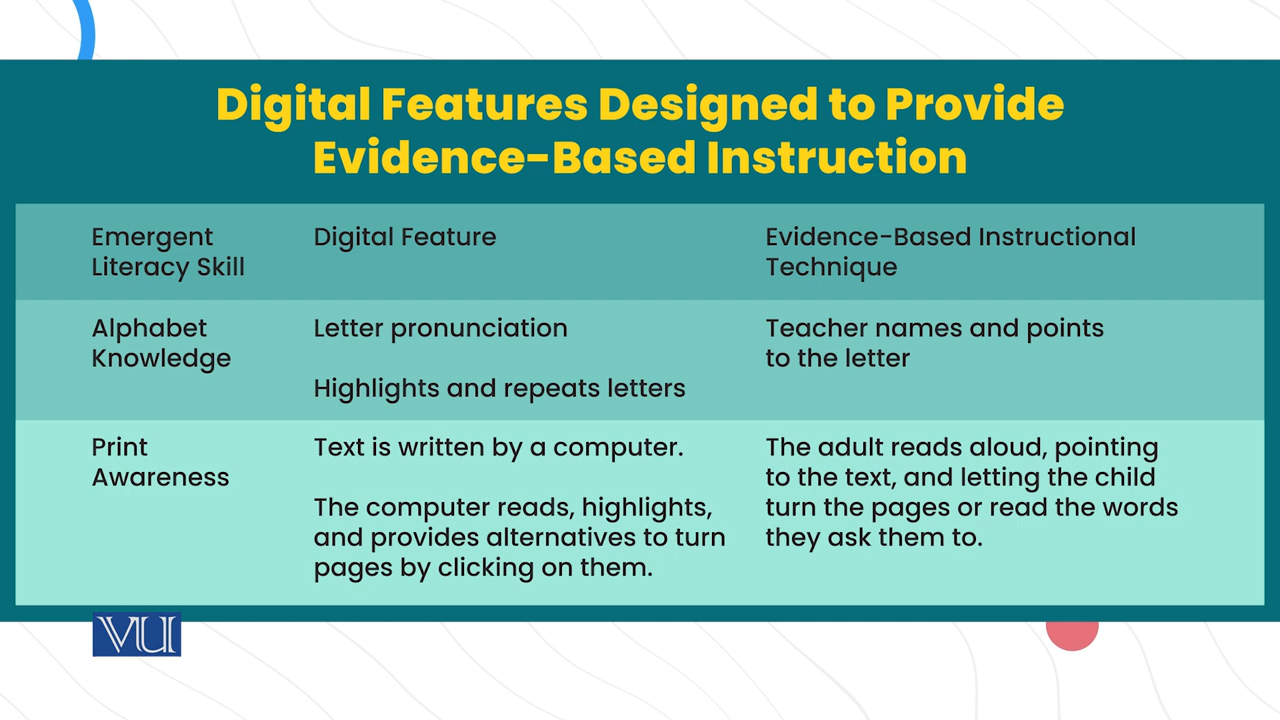 Digital Features Designed to Provide
Evidence-Based Instruction
Emergent
Literacy Skill
Digital Feature
Evidence-Based Instructional
Technique
Alphabet
Knowledge
Letter pronunciation
Highlights and repeats letters
Teacher names and points
to the letter
Print
Awareness
Text is written by a computer.
The computer reads, highlights,
and provides alternatives to turn
pages by clicking on them.
The adult reads aloud, pointing
to the text, and letting the child
turn the pages or read the words
they ask them to.
VU